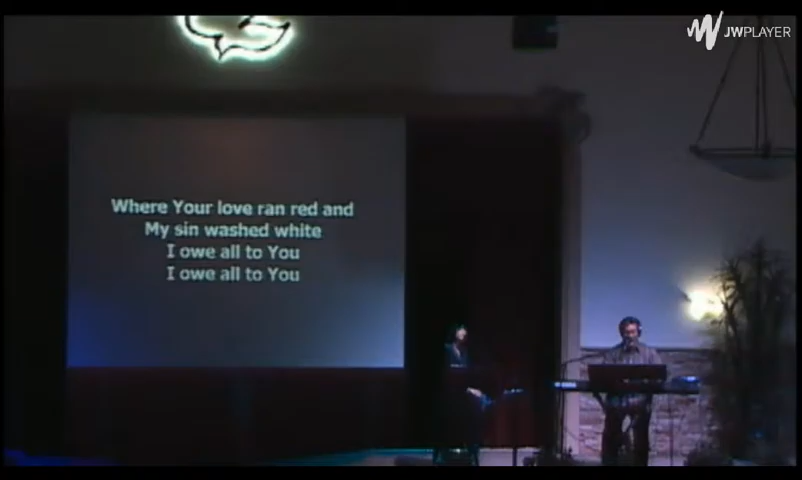 JWPLAYER
Where Your love ran red and
My sin washed white
I owe all to You
I owe all to You